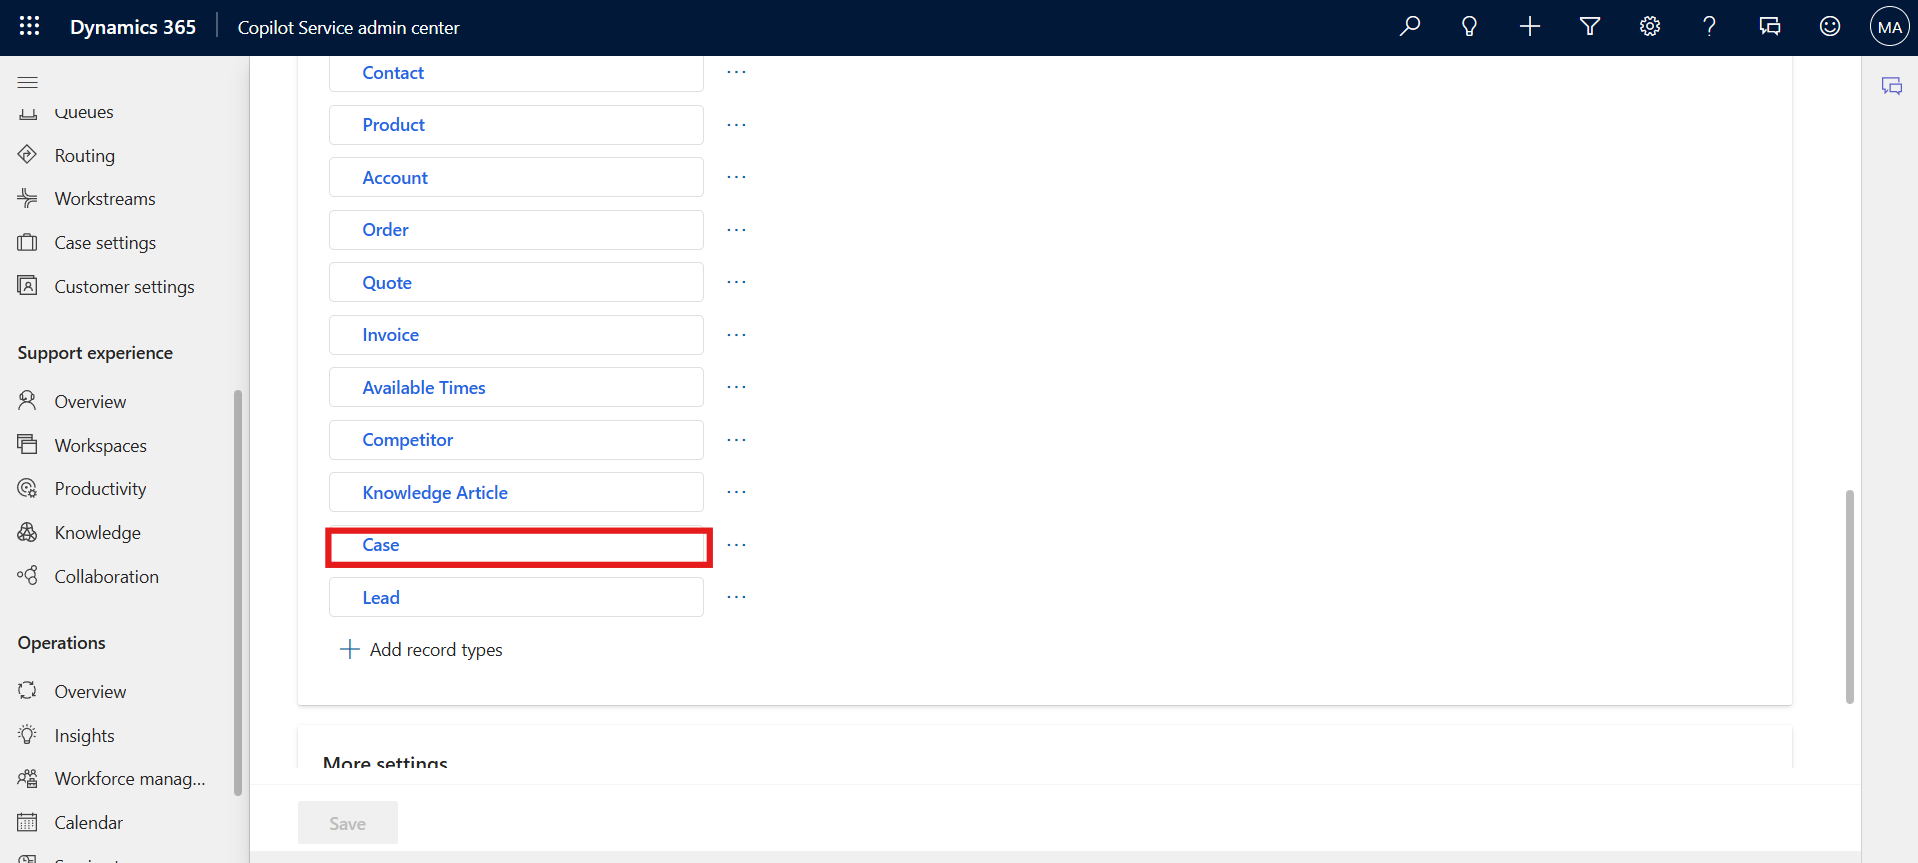 Dynamics 365
Copilot Service admin center
MA
Queues
Routing
Workstreams
Case settings
Customer settings
Support experience
Overview
Workspaces
Productivity
Knowledge
Collaboration
Operations
Overview
Insights
Workforce manag...
Calendar
Contact
Product
Account
Order
Quote
Invoice
Available Times
Competitor
Knowledge Article
Case
Lead
Add record types
More settings
Save